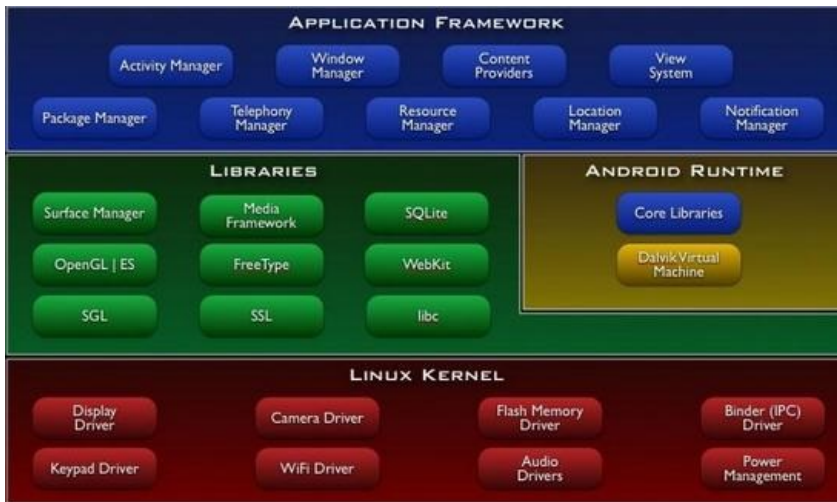 APPLICATION FRAMEWORK
Activity Manager
Window
Manager
Content
Providers
View
System
Package Manager
Telephony
Manager
Resource
Manager
Location
Manager
Notification
Manager
LIBRARIES
Surface Manager
Media
Framework
SQLite
OpenGL | ES
FreeType
WebKit
SGL
SSL
libc
ANDROID RUNTIME
Core Libraries
Dalvik Virtual
Machine
LINUX KERNEL
Display
Driver
Camera Driver
Flash Memory
Driver
Binder (IPC)
Driver
Keypad Driver
WiFi Driver
Audio
Drivers
Power
Management